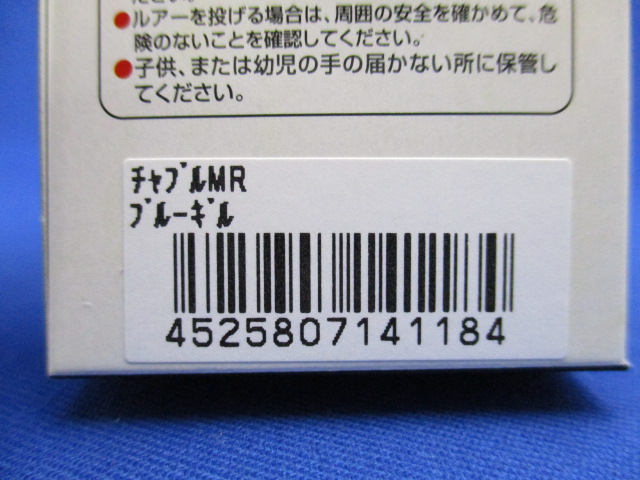 ださい。
●ルアーを投げる場合は、周囲の安全を確かめて、危
険のないことを確認してください。
●子供、または幼児の手の届かない所に保管し
てください。
ﾁｬﾌﾞﾙMR
ﾌﾞﾙｰｷﾞﾙ
4525807141184